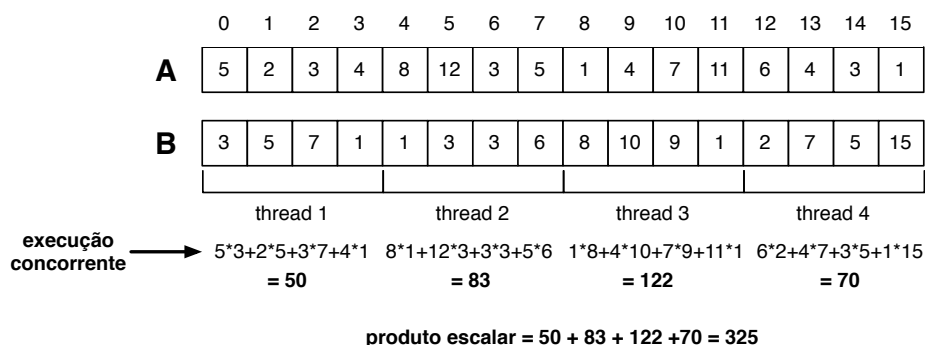 0 1 2 3 4 5 6 7 8 9 10 11 12 13 14 15
A 5 2 3 4 8 12 3 5 1 4 7 11 6 4 3 1
B 3 5 7 1 1 3 3 6 8 10 9 1 2 7 5 15
thread 1 thread 2 thread 3 thread 4
execução concorrente 5*3+2*5+3*7+4*1 8*1+12*3+3*3+5*6 1*8+4*10+7*9+11*1 6*2+4*7+3*5+1*15
= 50 = 83 = 122 = 70
produto escalar = 50 + 83 + 122 +70 = 325